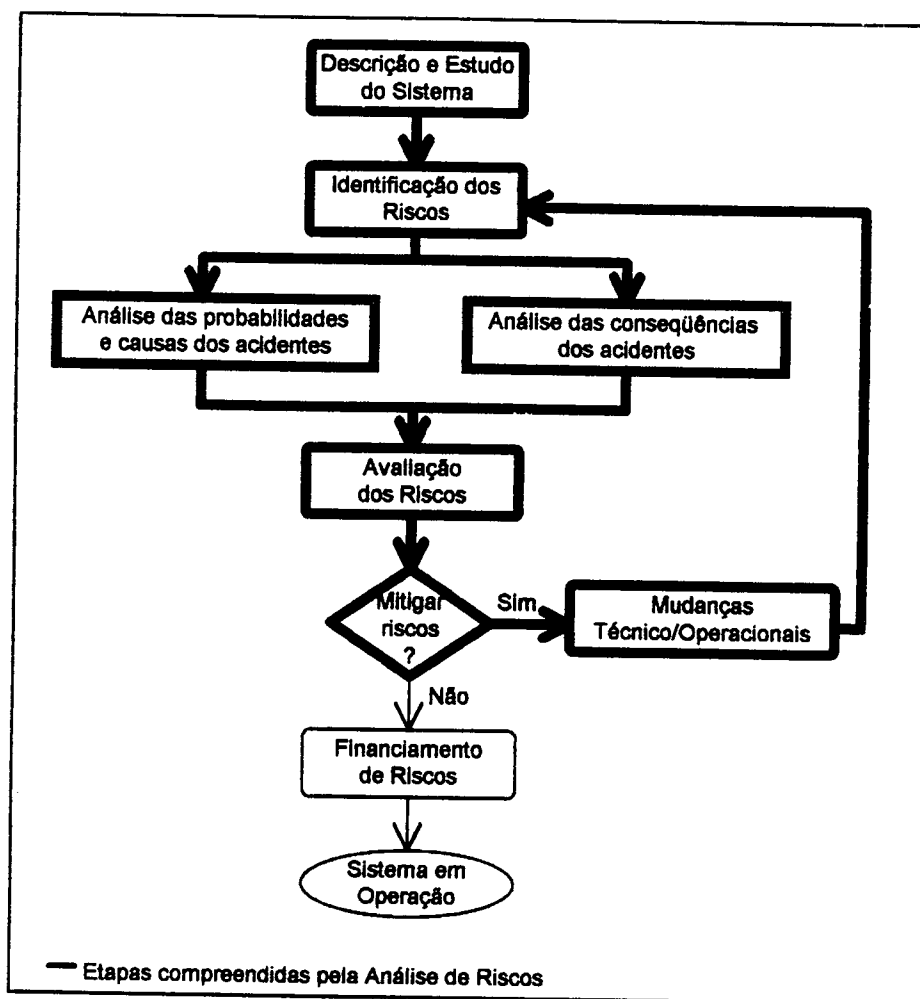 Descrição e Estudo
do Sistema
Identificação dos
Riscos
Análise das probabilidades
e causas dos acidentes
Análise das conseqüências
dos acidentes
Avaliação
dos Riscos
Mitigar
riscos
?
Sim
Mudanças
Técnico/Operacionais
Não
Financiamento
de Riscos
Sistema em
Operação
Etapas compreendidas pela Análise de Riscos